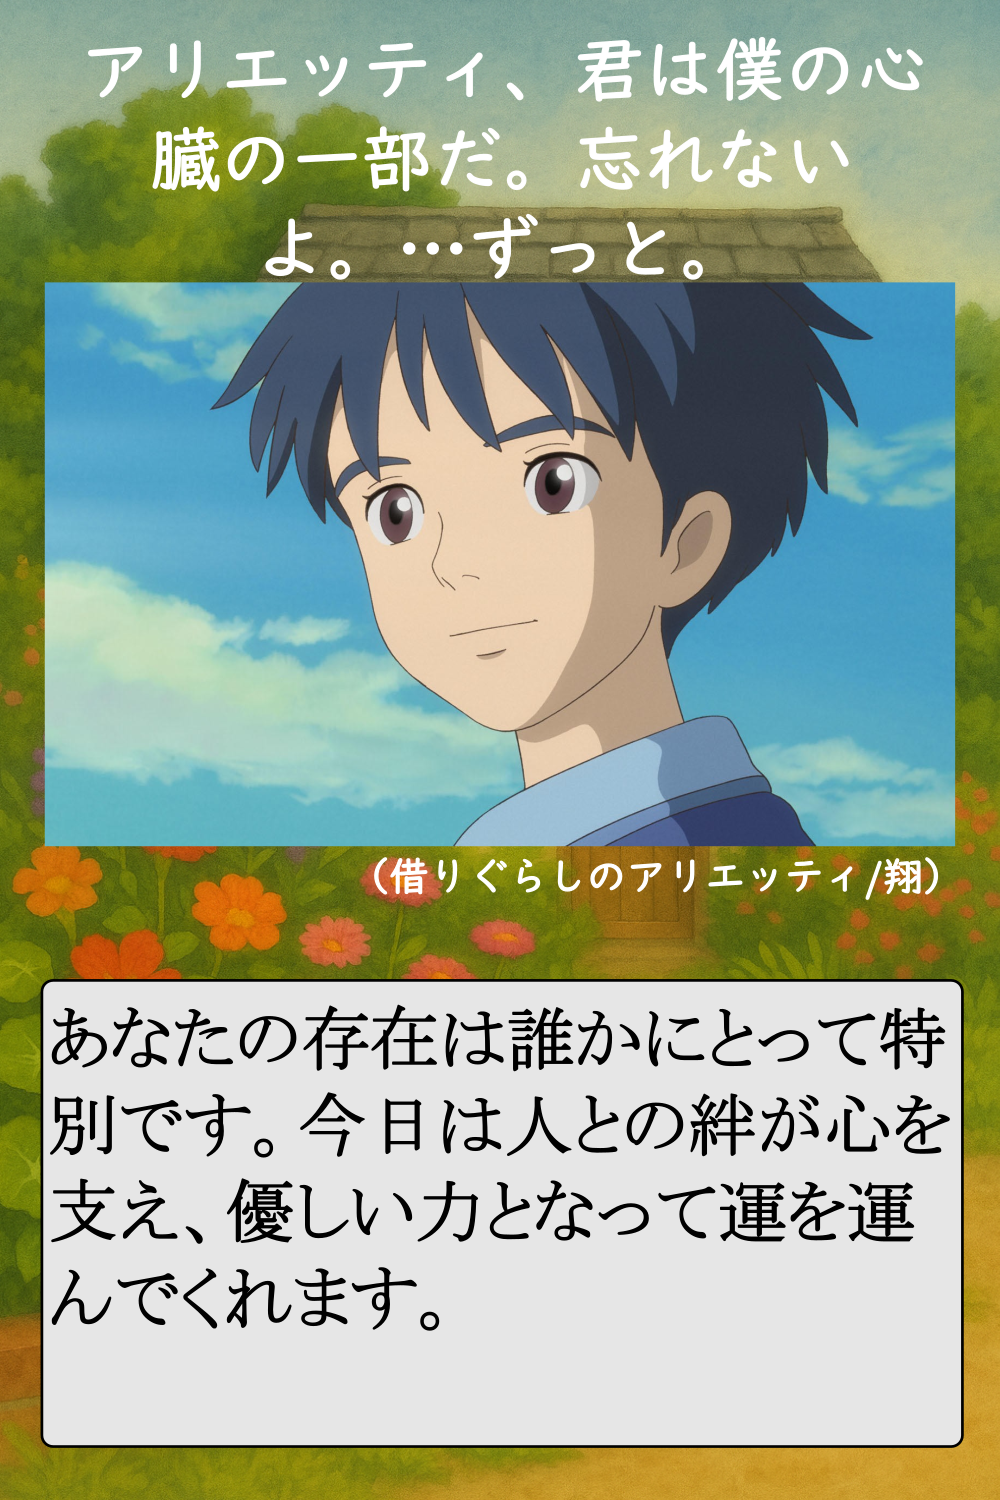 アリエッティ、君は僕の心
臓の一部だ。忘れない
よ。…ずっと。
（借りぐらしのアリエッティ/翔）
あなたの存在は誰かにとって特
別です。今日は人との絆が心を
支え、優しい力となって運を運
んでくれます。